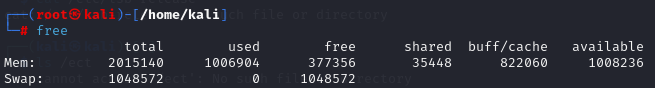 ┌──(root㉿kali)-[/home/kali]
└─# free
total used free shared buff/cache available
Mem: 2015140 1006904 377356 35448 822060 1008236
Swap: 1048572 0 1048572